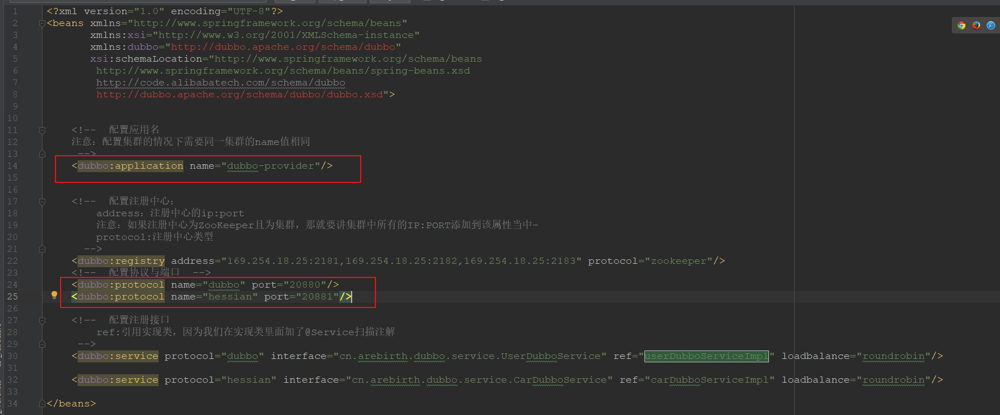 1 <?xml version="1.0" encoding="UTF-8"?>
2 <beans xmlns="http://www.springframework.org/schema/beans"
3 xmlns:xsi="http://www.w3.org/2001/XMLSchema-instance"
4 xmlns:dubbo="http://dubbo.apache.org/schema/dubbo"
5 xsi:schemaLocation="http://www.springframework.org/schema/beans
6 http://www.springframework.org/schema/beans/spring-beans.xsd
7 http://code.alibabatech.com/schema/dubbo
8 http://dubbo.apache.org/schema/dubbo/dubbo.xsd">
9
10
11 <!-- 配置应用名
12 注意：配置集群的情况下需要同一集群的name值相同
13 -->
14 <dubbo:application name="dubbo-provider"/>
15
16
17 <!-- 配置注册中心：
18 address：注册中心的ip:port
19 注意：如果注册中心为ZooKeeper且为集群，那就要讲集群中所有的IP:PORT添加到该属性当中-
20 protocol:注册中心类型
21 -->
22 <dubbo:registry address="169.254.18.25:2181,169.254.18.25:2182,169.254.18.25:2183" protocol="zookeeper"/>
23 <!-- 配置协议与端口 -->
24 <dubbo:protocol name="dubbo" port="20880"/>
25 <dubbo:protocol name="hessian" port="20881"/>
26
27 <!-- 配置注册接口
28 ref:引用实现类，因为我们在实现类里面加了@Service扫描注解
29 -->
30 <dubbo:service protocol="dubbo" interface="cn.arebirth.dubbo.service.UserDubboService" ref="userDubboServiceImpl" loadbalance="roundrobin"/>
31
32 <dubbo:service protocol="hessian" interface="cn.arebirth.dubbo.service.CarDubboService" ref="carDubboServiceImpl" loadbalance="roundrobin"/>
33
34 </beans>